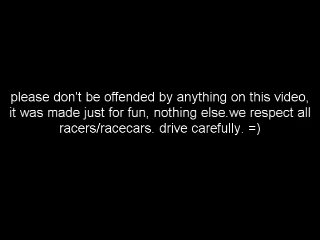 please don't be offended by anything on this video,
it was made just for fun, nothing else.we respect all
racers/racecars. drive carefully. =)